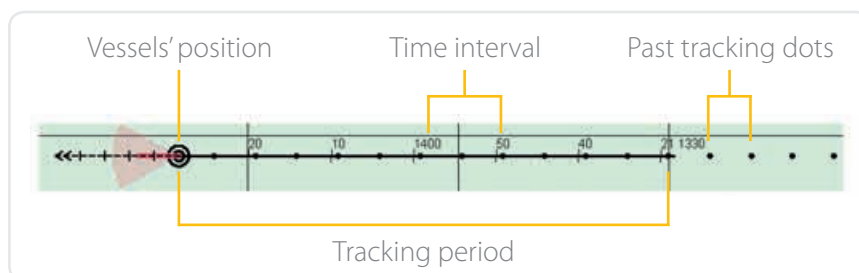 Vessels' position Time interval Past tracking dots
20 10 1400 50 40 21 1330
Tracking period